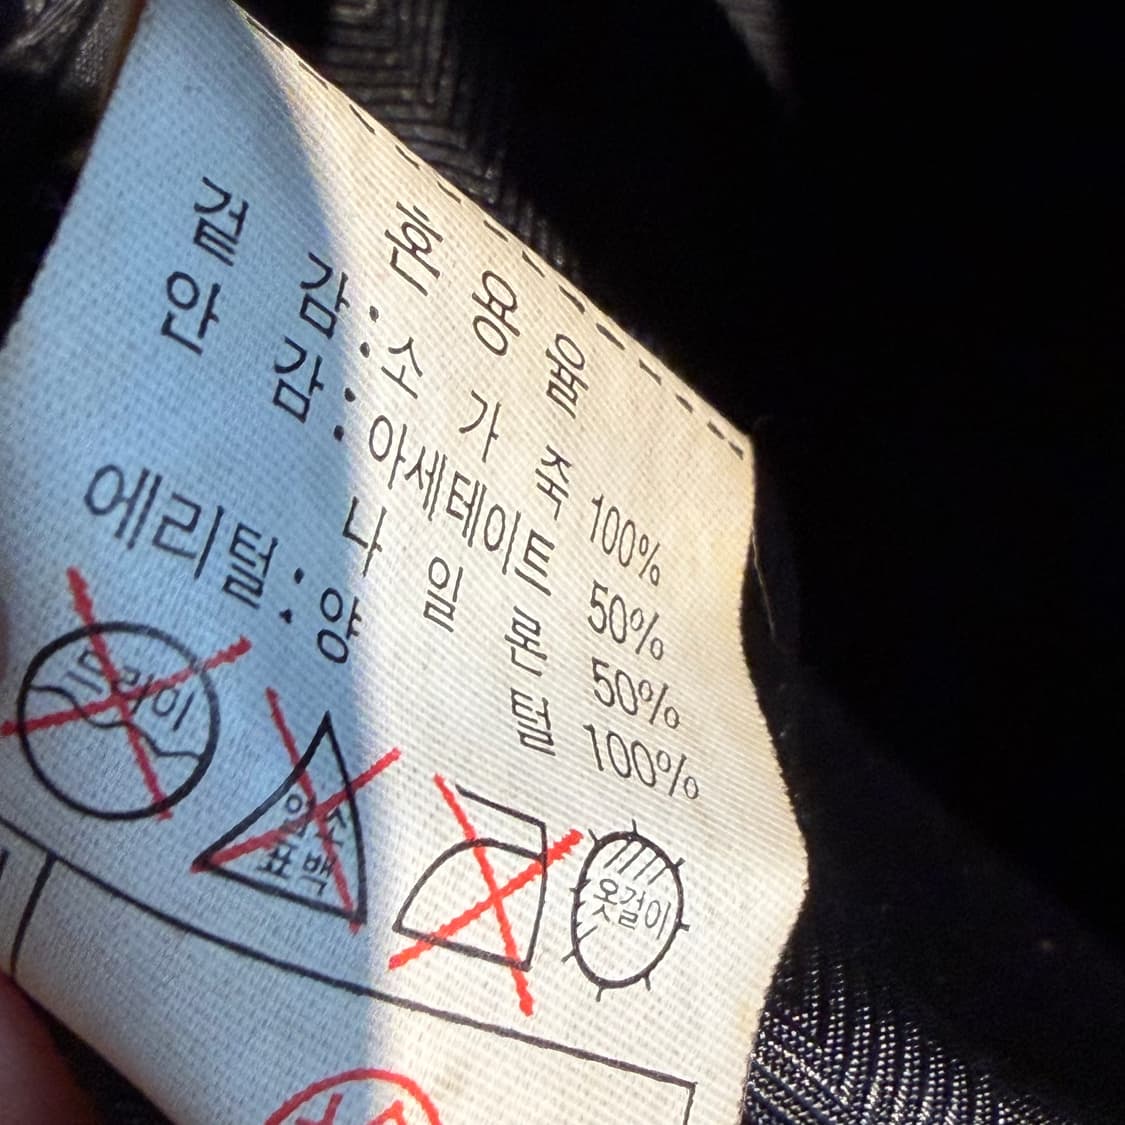 혼 용 율
겉 감 : 소 가 죽 100%
안 감 : 아세테이트 50%
나 일 론 50%
에리털 : 양 털 100%
드라이
염소
표백
옷걸이